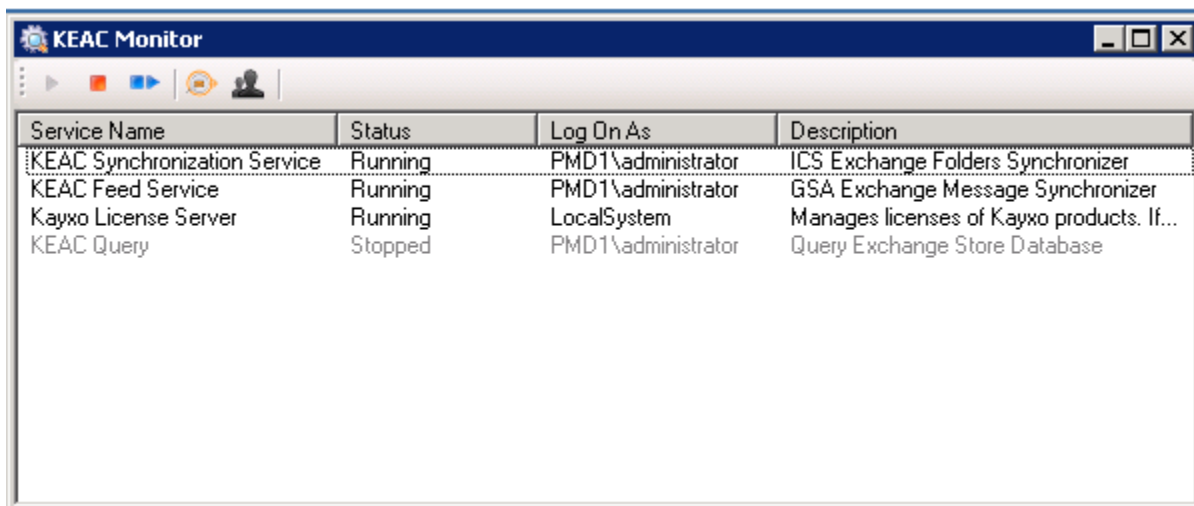 KEAC Monitor
Service Name Status Log On As Description
KEAC Synchronization Service Running PMD1\administrator ICS Exchange Folders Synchronizer
KEAC Feed Service Running PMD1\administrator GSA Exchange Message Synchronizer
Kayxo License Server Running LocalSystem Manages licenses of Kayxo products. If...
KEAC Query Stopped PMD1\administrator Query Exchange Store Database